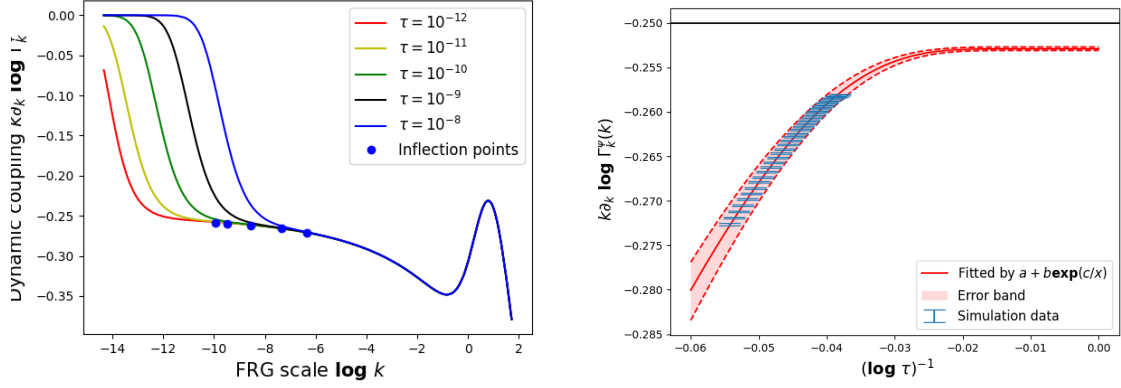 Dynamic coupling κ∂ₖ log Γ̃ₖ
0.00
−0.05
−0.10
−0.15
−0.20
−0.25
−0.30
−0.35
τ = 10⁻¹²
τ = 10⁻¹¹
τ = 10⁻¹⁰
τ = 10⁻⁹
τ = 10⁻⁸
Inflection points
−14
−12
−10
−8
−6
−4
−2
0
2
FRG scale log k
k∂ₖ log Γₖ^Ψ(k)
−0.250
−0.255
−0.260
−0.265
−0.270
−0.275
−0.280
−0.285
Fitted by a + bexp(c/x)
Error band
Simulation data
−0.06
−0.05
−0.04
−0.03
−0.02
−0.01
0.00
(log τ)⁻¹